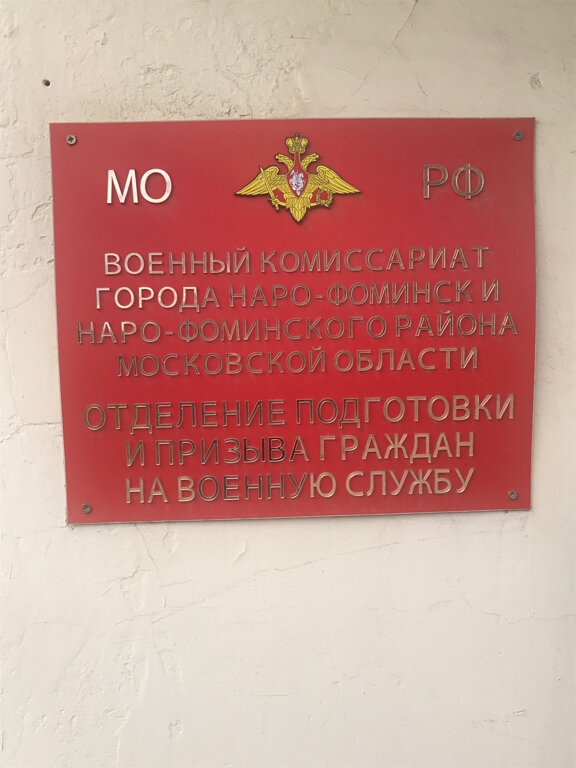 МО РФ
ВОЕННЫЙ КОМИССАРИАТ
ГОРОДА НАРО-ФОМИНСК И
НАРО-ФОМИНСКОГО РАЙОНА
МОСКОВСКОЙ ОБЛАСТИ
ОТДЕЛЕНИЕ ПОДГОТОВКИ
И ПРИЗЫВА ГРАЖДАН
НА ВОЕННУЮ СЛУЖБУ